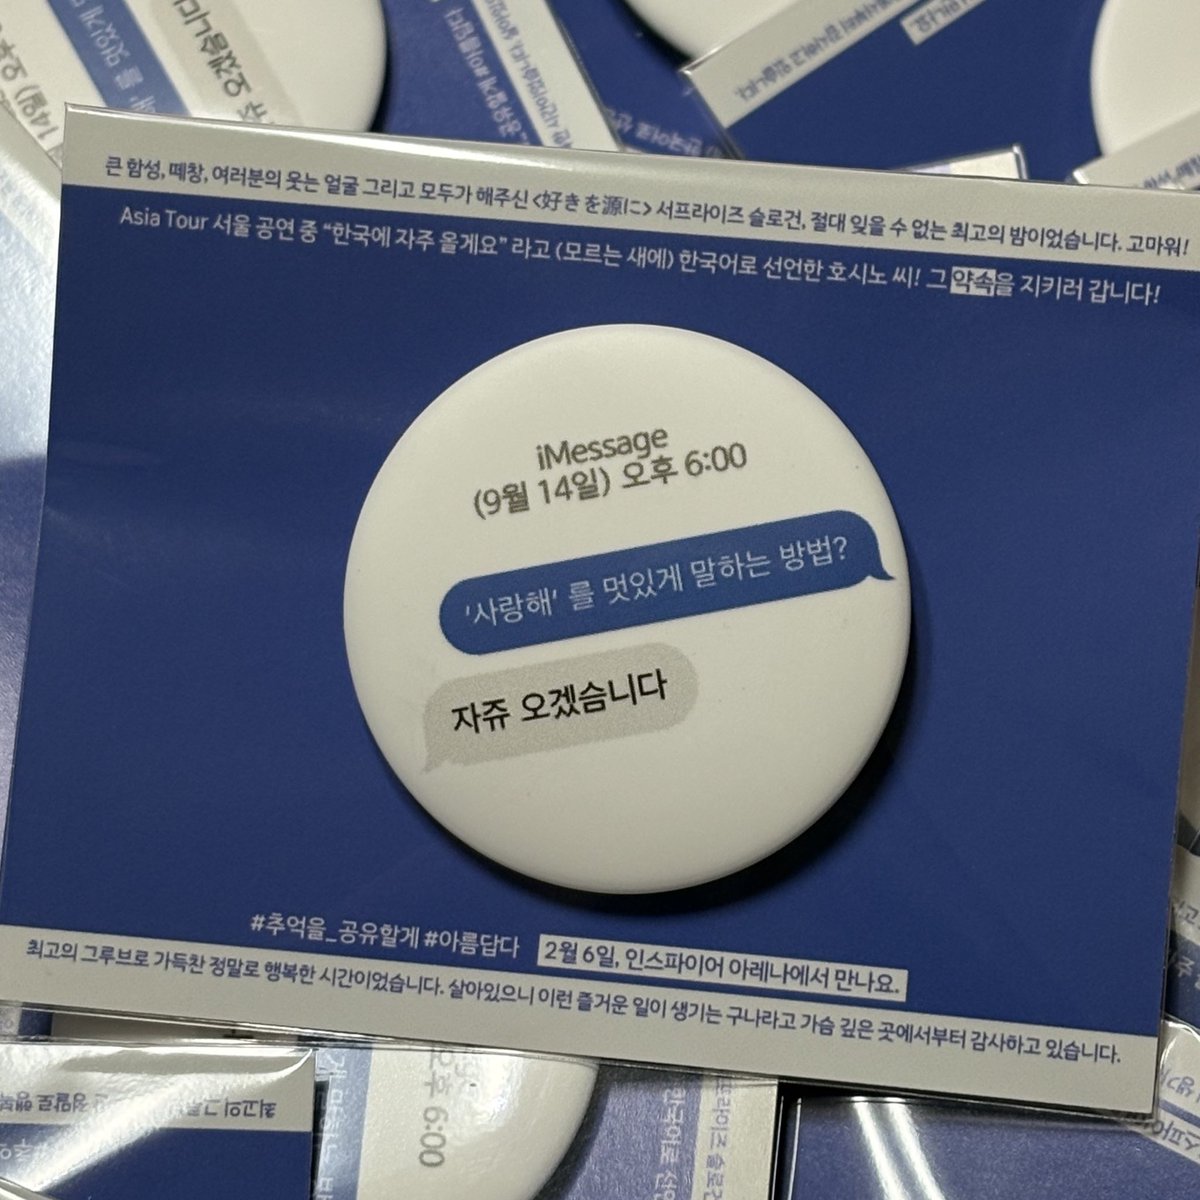 큰 함성, 떼창, 여러분의 웃는 얼굴 그리고 모두가 해주신 <好きを源に> 서프라이즈 슬로건, 절대 잊을 수 없는 최고의 밤이었습니다. 고마워!
Asia Tour 서울 공연 중 “한국에 자주 올게요” 라고 (모르는 새에) 한국어로 선언한 호시노 씨! 그 약속을 지키러 갑니다!
iMessage
(9월 14일) 오후 6:00
'사랑해' 를 멋있게 말하는 방법?
자쥬 오겠슴니다
#추억을_공유할게 #아름답다 2월 6일, 인스파이어 아레나에서 만나요.
최고의 그루브로 가득찬 정말로 행복한 시간이었습니다. 살아있으니 이런 즐거운 일이 생기는 구나라고 가슴 깊은 곳에서부터 감사하고 있습니다.
오후 6:00